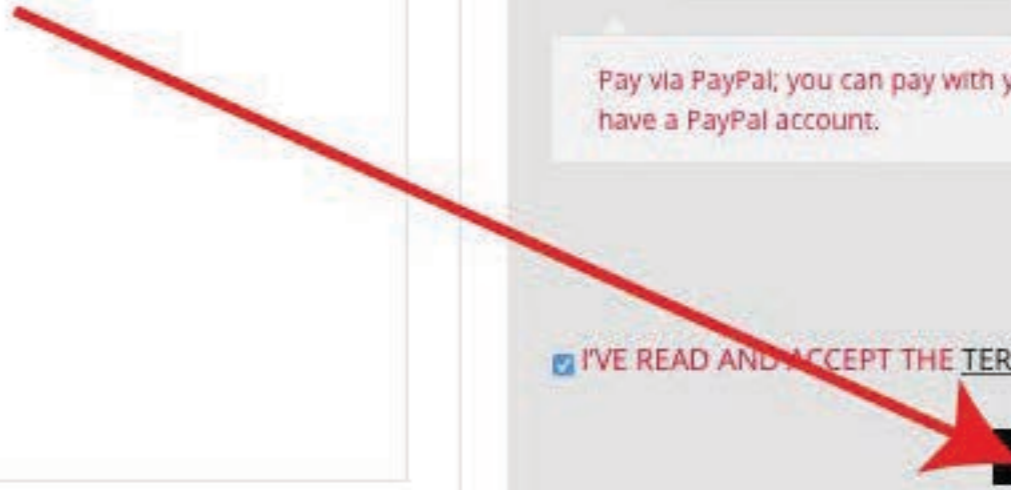 Pay via PayPal; you can pay with y
have a PayPal account.
I'VE READ AND ACCEPT THE TER